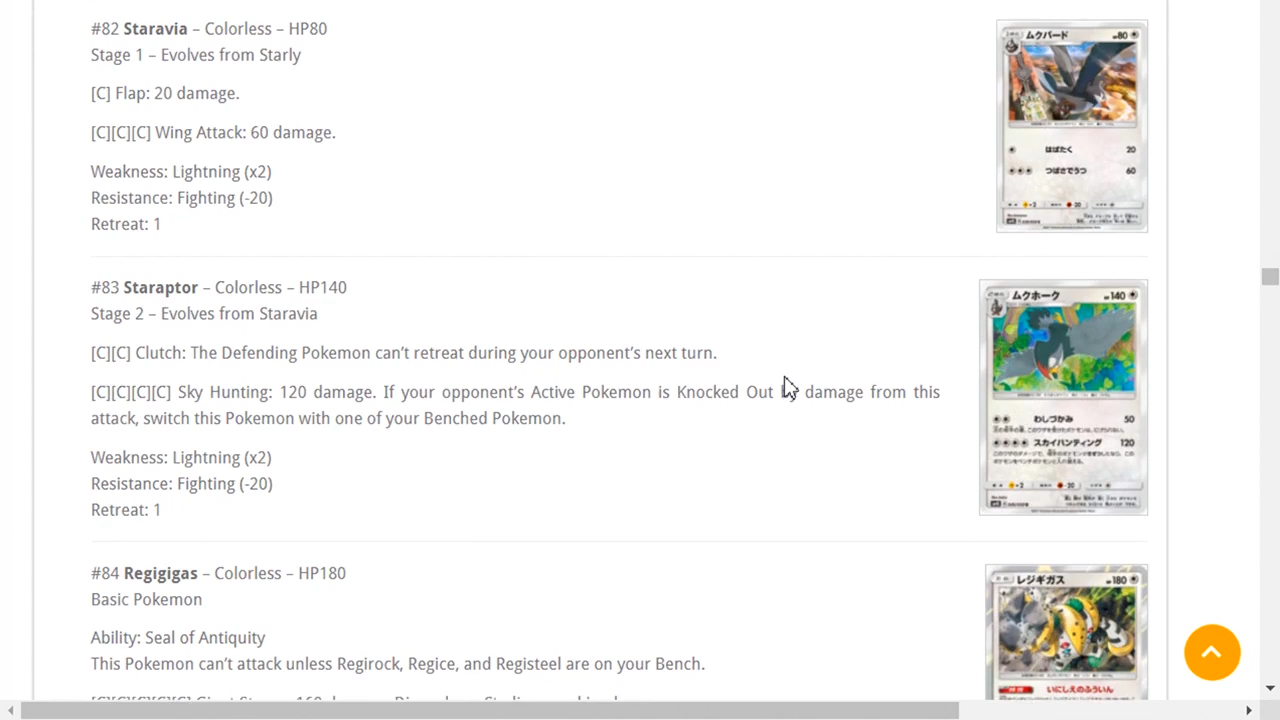 #82 Staravia – Colorless – HP80
Stage 1 – Evolves from Starly
[C] Flap: 20 damage.
[C][C][C] Wing Attack: 60 damage.
Weakness: Lightning (x2)
Resistance: Fighting (-20)
Retreat: 1
ムクバード
80
はばたく 20
つばさでうつ 60
#83 Staraptor – Colorless – HP140
Stage 2 – Evolves from Staravia
[C][C] Clutch: The Defending Pokemon can't retreat during your opponent's next turn.
[C][C][C][C] Sky Hunting: 120 damage. If your opponent's Active Pokemon is Knocked Out damage from this
attack, switch this Pokemon with one of your Benched Pokemon.
Weakness: Lightning (x2)
Resistance: Fighting (-20)
Retreat: 1
ムクホーク
140
わしづかみ 50
スカイハンティング 120
#84 Regigigas – Colorless – HP180
Basic Pokemon
Ability: Seal of Antiquity
This Pokemon can't attack unless Regirock, Regice, and Registeel are on your Bench.
レジギガス
180
いにしえのふういん